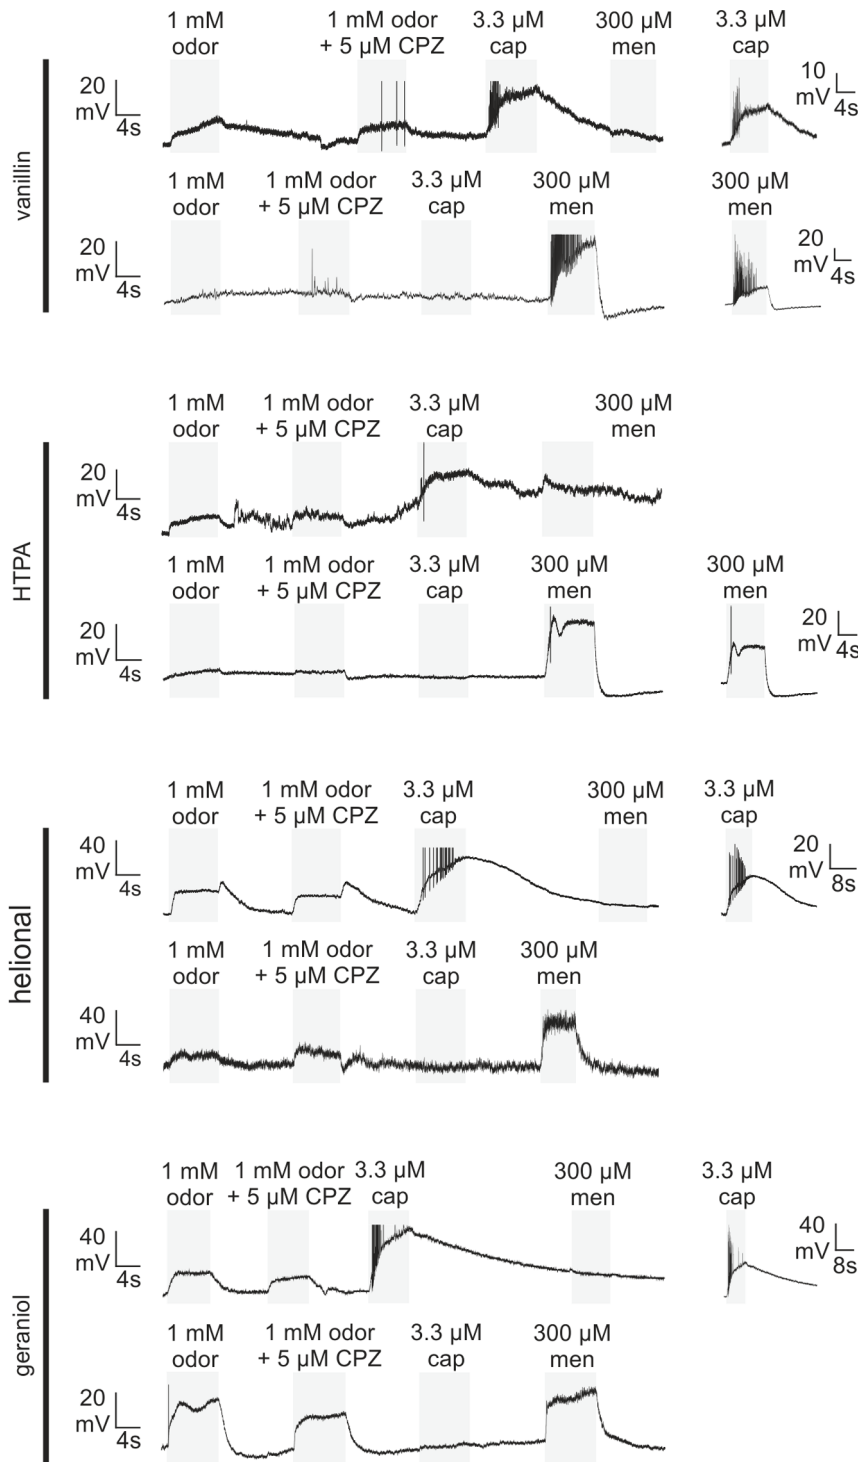 1 mM odor
1 mM odor + 5 µM CPZ
3.3 µM cap
300 µM men
3.3 µM cap
20 mV 4s
10 mV 4s
vanillin
1 mM odor
1 mM odor + 5 µM CPZ
3.3 µM cap
300 µM men
300 µM men
20 mV 4s
20 mV 4s
1 mM odor
1 mM odor + 5 µM CPZ
3.3 µM cap
300 µM men
20 mV 4s
HTPA
1 mM odor
1 mM odor + 5 µM CPZ
3.3 µM cap
300 µM men
300 µM men
20 mV 4s
20 mV 4s
1 mM odor
1 mM odor + 5 µM CPZ
3.3 µM cap
300 µM men
3.3 µM cap
40 mV 4s
20 mV 8s
helional
1 mM odor
1 mM odor + 5 µM CPZ
3.3 µM cap
300 µM men
40 mV 4s
1 mM odor
1 mM odor + 5 µM CPZ
3.3 µM cap
300 µM men
3.3 µM cap
40 mV 4s
40 mV 8s
geraniol
1 mM odor
1 mM odor + 5 µM CPZ
3.3 µM cap
300 µM men
20 mV 4s